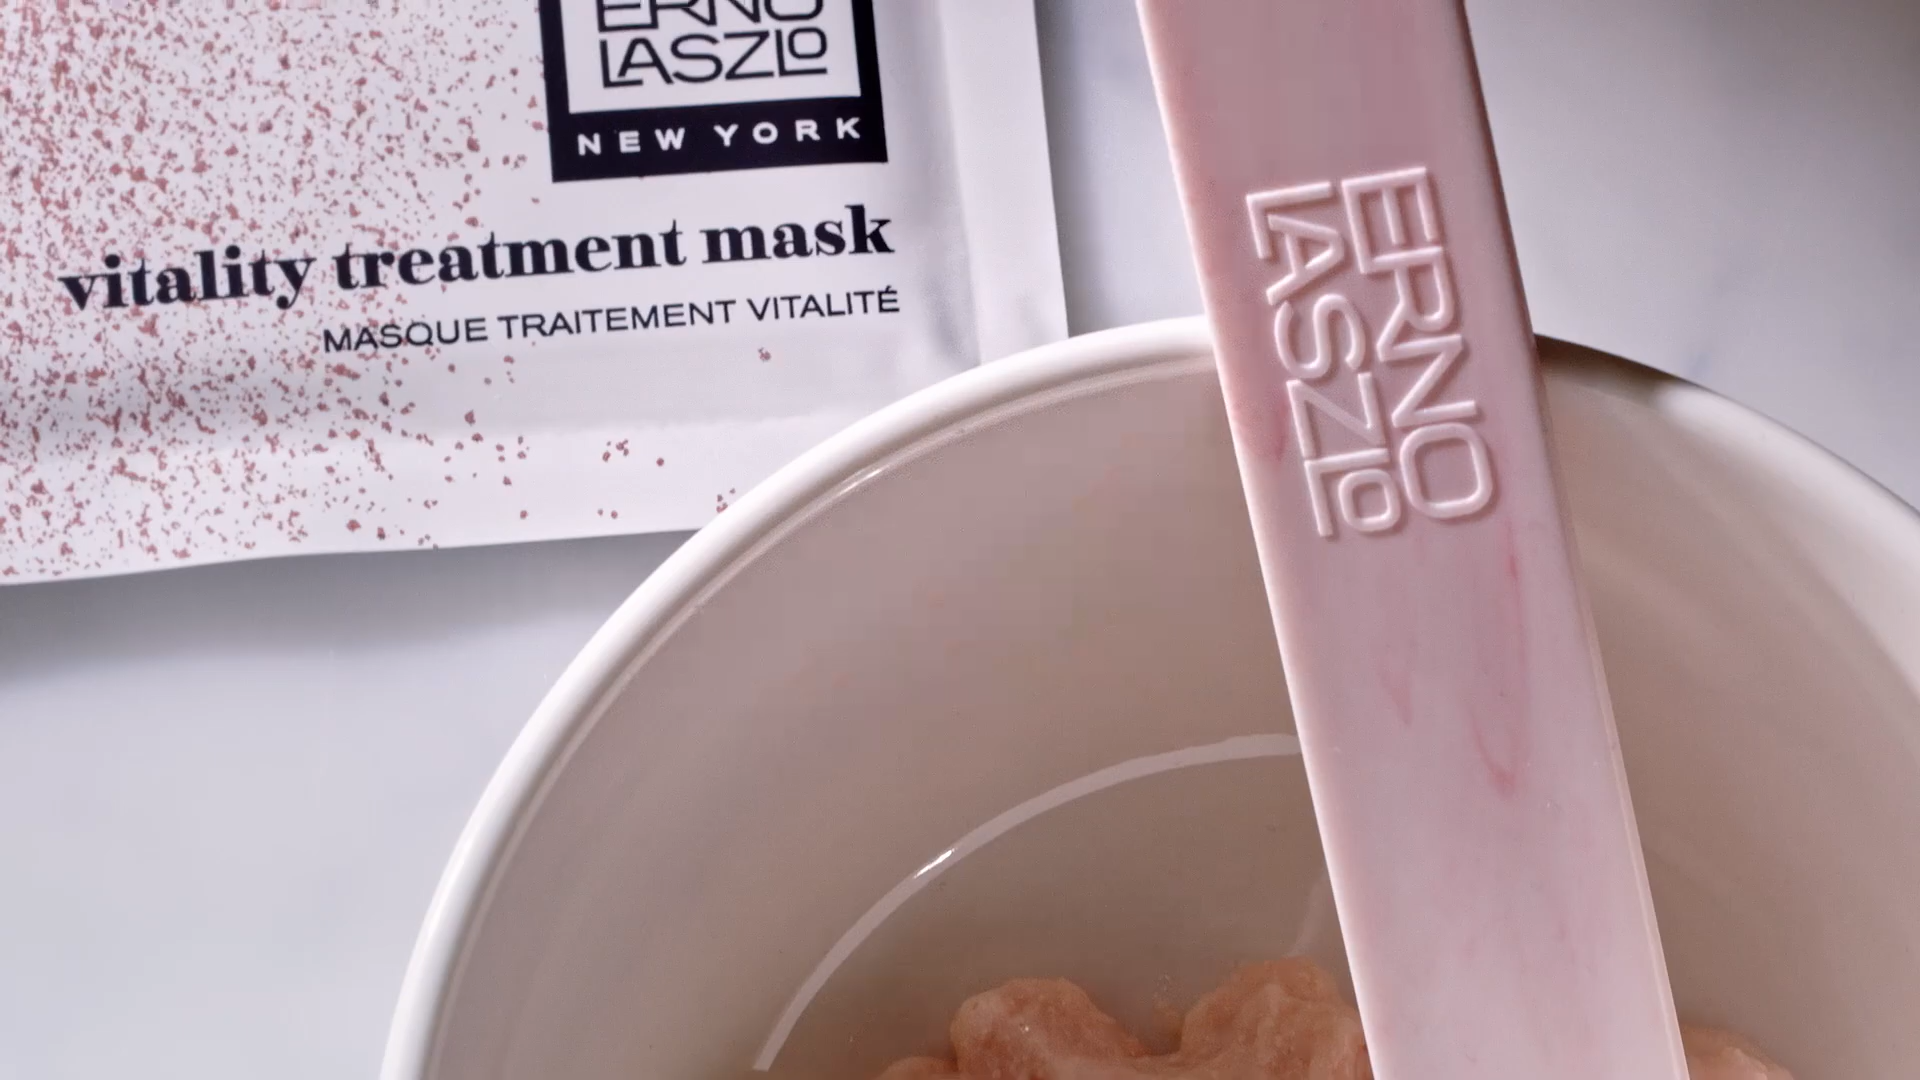 ERNO
LASZLO
NEW YORK
vitality treatment mask
MASQUE TRAITEMENT VITALITÉ
ERNO
LASZLO